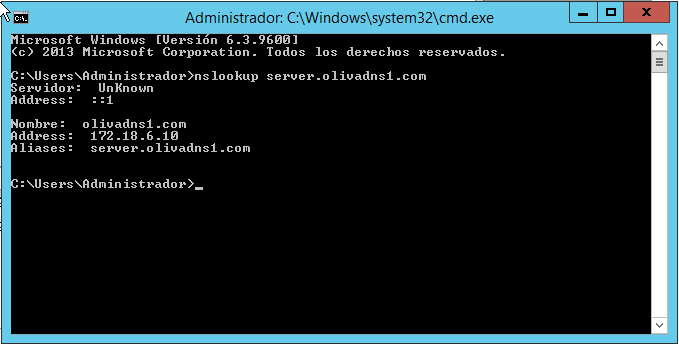 Administrador: C:\Windows\system32\cmd.exe
Microsoft Windows [Versión 6.3.9600]
(c) 2013 Microsoft Corporation. Todos los derechos reservados.
C:\Users\Administrador>nslookup server.olivadns1.com
Servidor:  UnKnown
Address:  ::1
Nombre:  olivadns1.com
Address:  172.18.6.10
Aliases:  server.olivadns1.com
C:\Users\Administrador>_